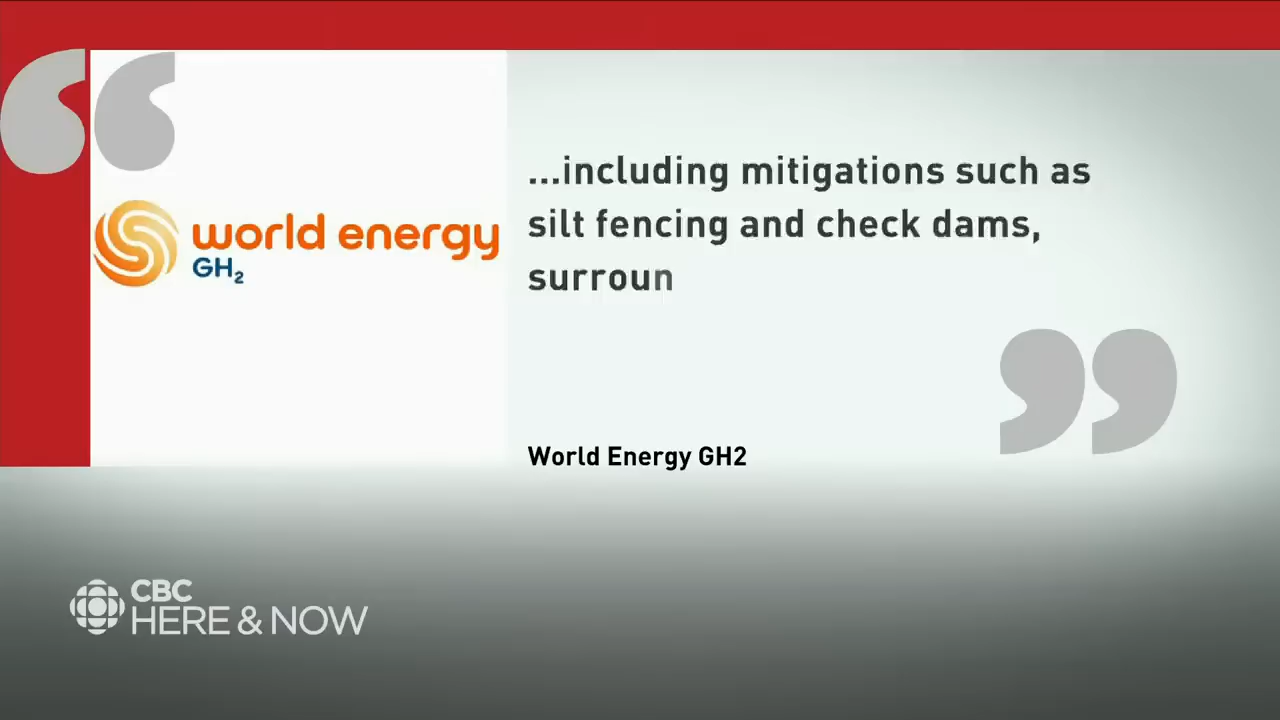 world energy
GH₂
...including mitigations such as
silt fencing and check dams,
surroun
World Energy GH2
CBC
HERE & NOW